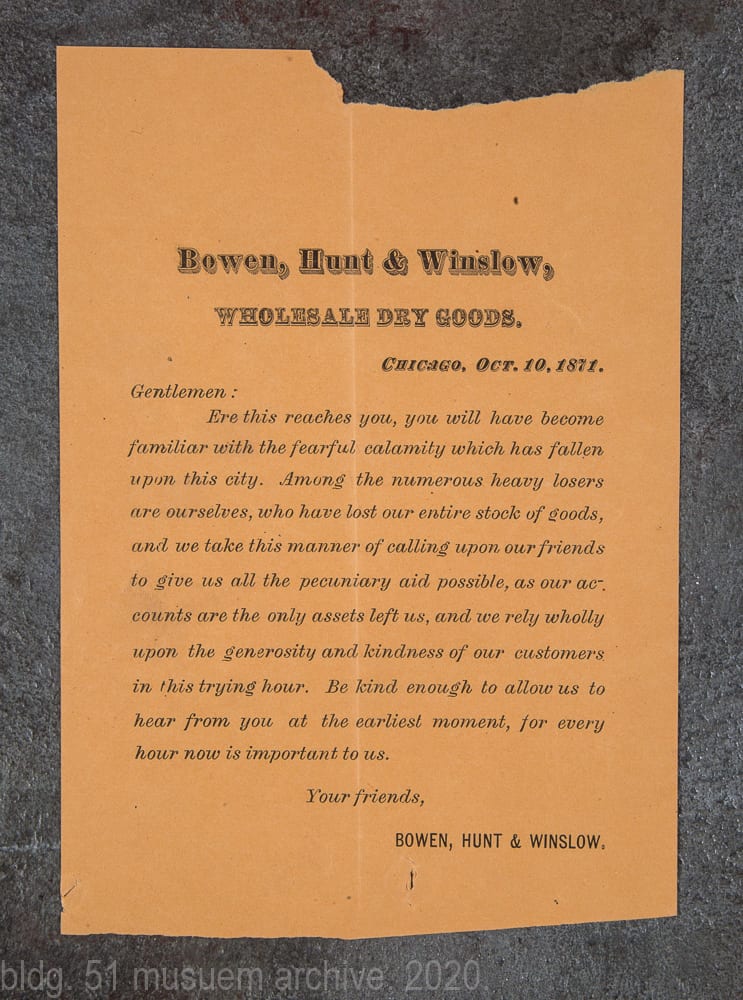 Bowen, Hunt & Winslow,
WHOLESALE DRY GOODS.
CHICAGO, OCT. 10, 1871.
Gentlemen :
Ere this reaches you, you will have become
familiar with the fearful calamity which has fallen
upon this city. Among the numerous heavy losers
are ourselves, who have lost our entire stock of goods,
and we take this manner of calling upon our friends
to give us all the pecuniary aid possible, as our ac-
counts are the only assets left us, and we rely wholly
upon the generosity and kindness of our customers
in this trying hour. Be kind enough to allow us to
hear from you at the earliest moment, for every
hour now is important to us.
Your friends,
BOWEN, HUNT & WINSLOW.
bldg. 51 musuem archive. 2020.